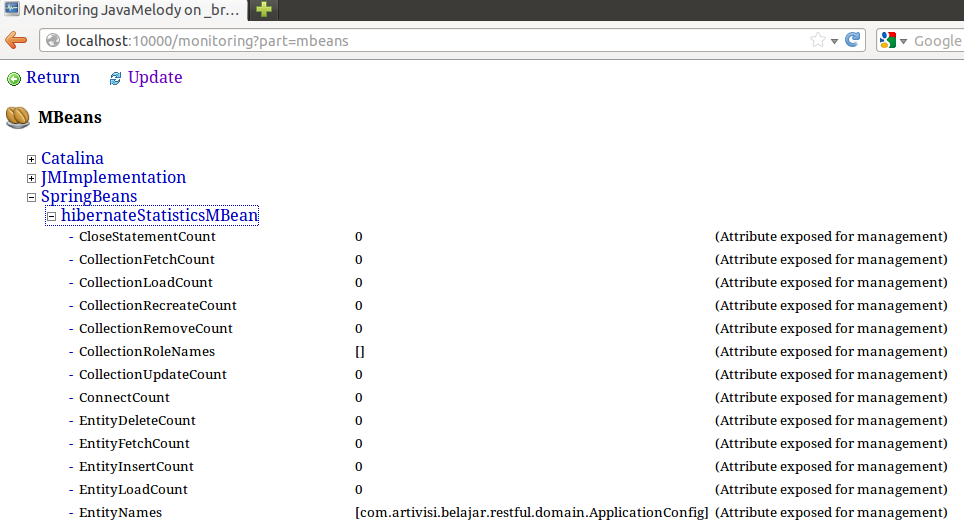 Monitoring JavaMelody on _br...
localhost:10000/monitoring?part=mbeans
Google
Return Update
MBeans
Catalina
JMImplementation
SpringBeans
hibernateStatisticsMBean
- CloseStatementCount 0 (Attribute exposed for management)
- CollectionFetchCount 0 (Attribute exposed for management)
- CollectionLoadCount 0 (Attribute exposed for management)
- CollectionRecreateCount 0 (Attribute exposed for management)
- CollectionRemoveCount 0 (Attribute exposed for management)
- CollectionRoleNames [] (Attribute exposed for management)
- CollectionUpdateCount 0 (Attribute exposed for management)
- ConnectCount 0 (Attribute exposed for management)
- EntityDeleteCount 0 (Attribute exposed for management)
- EntityFetchCount 0 (Attribute exposed for management)
- EntityInsertCount 0 (Attribute exposed for management)
- EntityLoadCount 0 (Attribute exposed for management)
- EntityNames [com.artivisi.belajar.restful.domain.ApplicationConfig] (Attribute exposed for management)